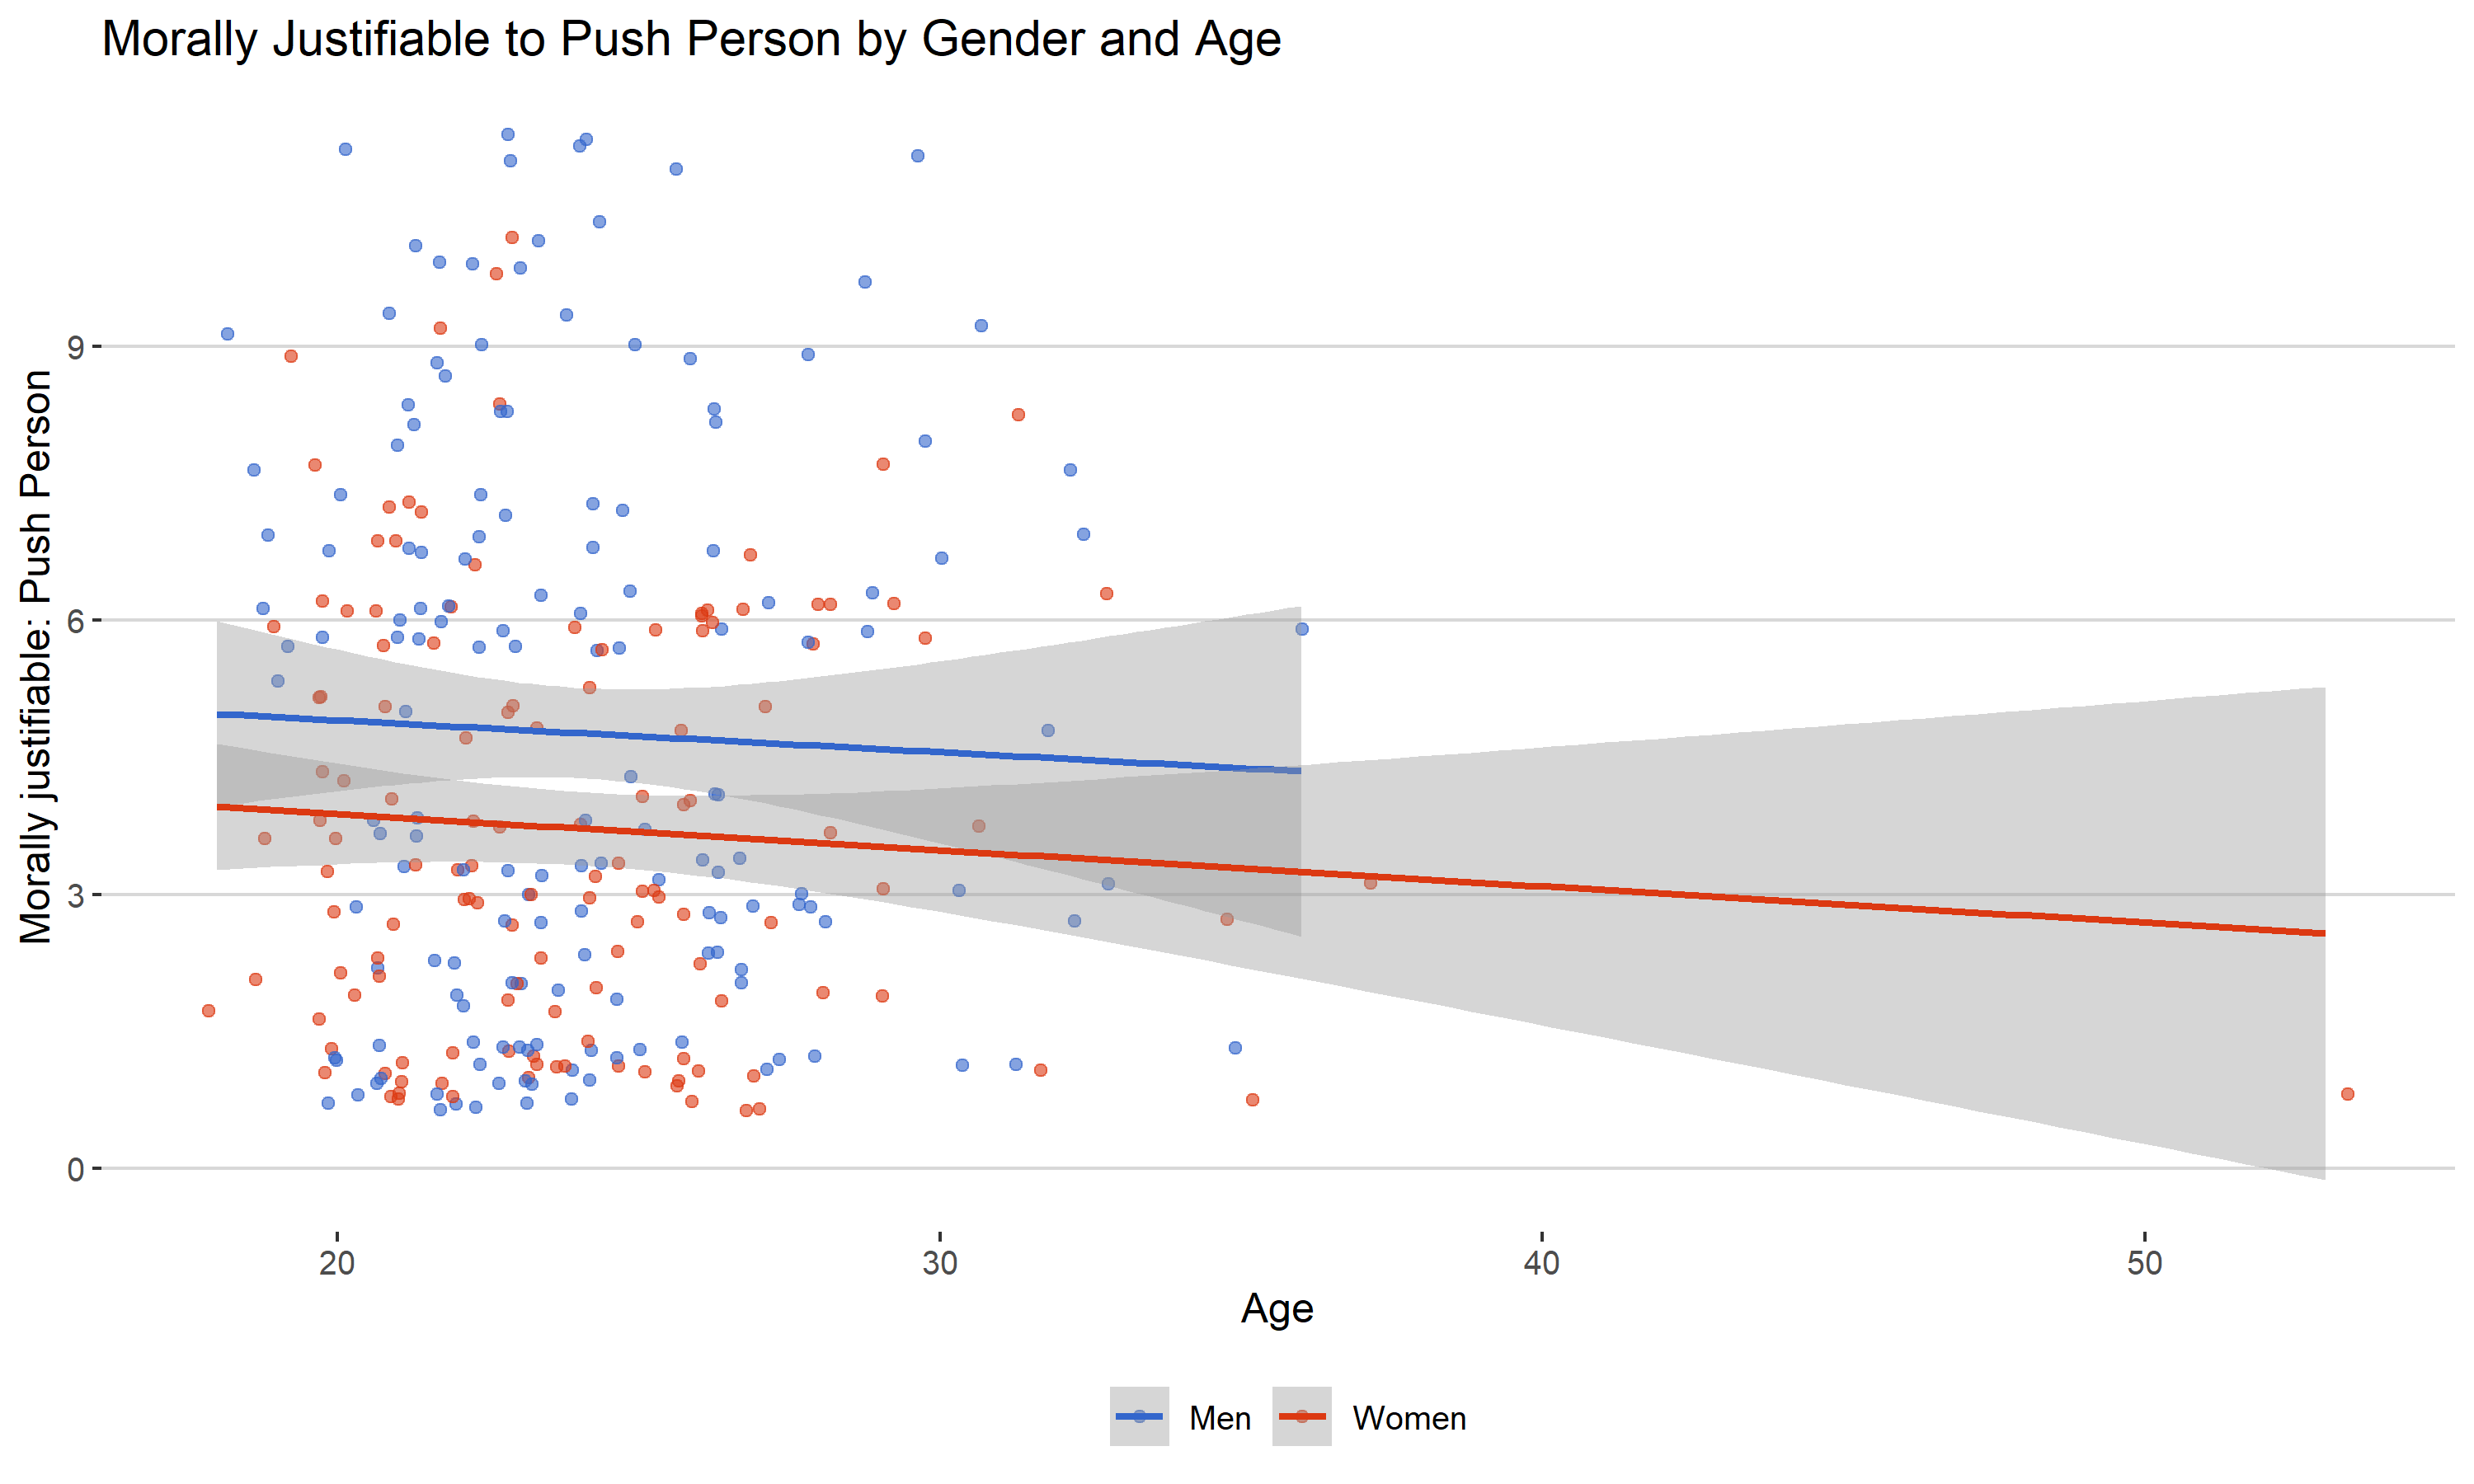 Morally Justifiable to Push Person by Gender and Age
Morally justifiable: Push Person
9
6
3
0
20 30 40 50
Age
Men Women